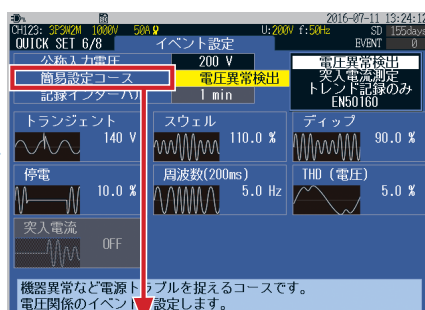 2016-07-11 13:24:12
CH123: 3P3W2M 1000V 50A U:200V f:50Hz SD 155days
QUICK SET 6/8 イベント設定 EVENT 0
公称入力電圧 200 V
簡易設定コース 電圧異常検出
記録インターバル 1 min
電圧異常検出
突入電流測定
トレンド記録のみ
EN50160
トランジェント 140 V
スウェル 110.0 %
ディップ 90.0 %
停電 10.0 %
周波数(200ms) 5.0 Hz
THD (電圧) 5.0 %
突入電流 OFF
機器異常など電源トラブルを捉えるコースです。
電圧関係のイベント 設定します。